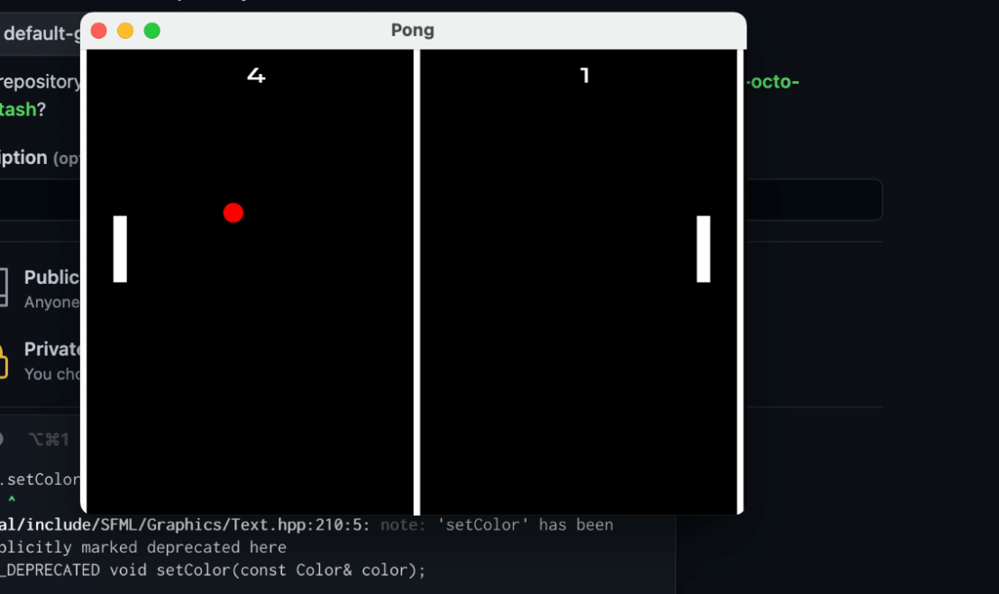 Pong
default-g
4
1
repository
-octo-
tash?
iption (op
Public
Anyone
Private
You cho
⌥⌘1
.setColor
^
al/include/SFML/Graphics/Text.hpp:210:5: note: 'setColor' has been
plicitly marked deprecated here
_DEPRECATED void setColor(const Color& color);